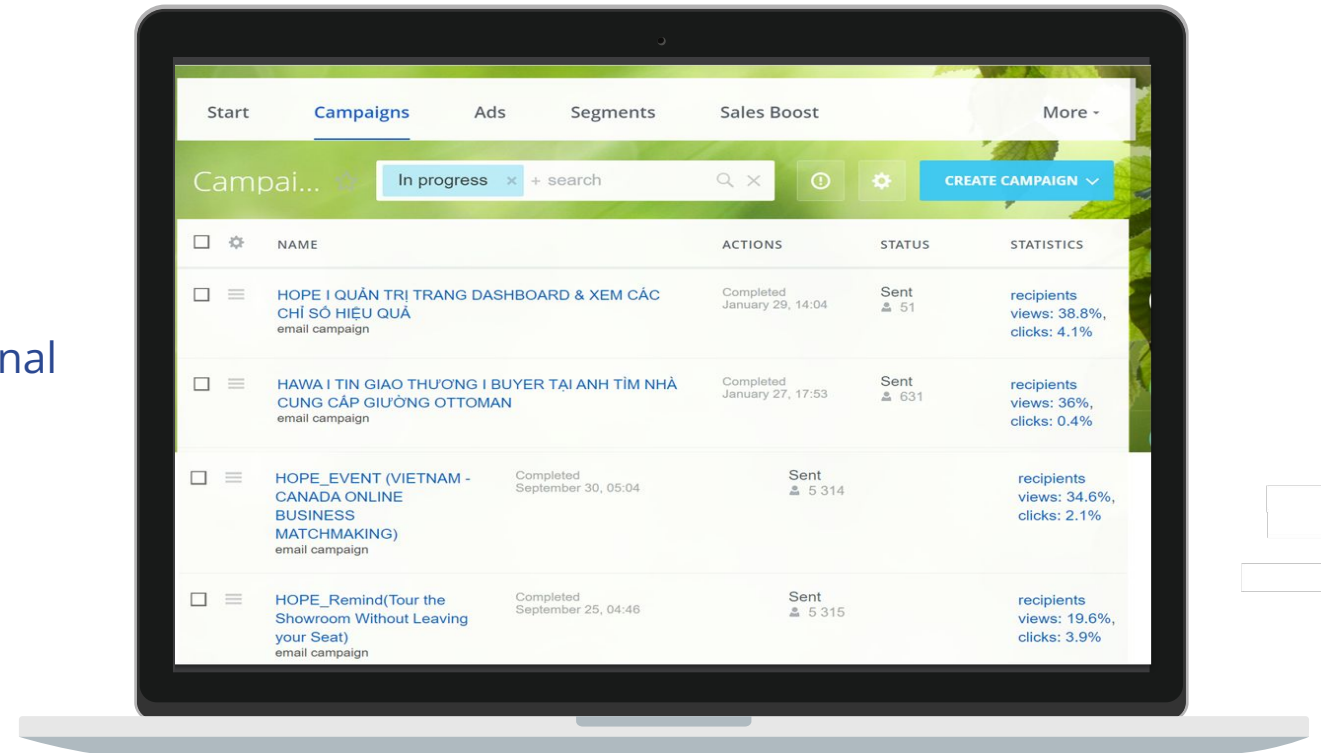 Start Campaigns Ads Segments Sales Boost More
Campai... In progress × + search CREATE CAMPAIGN
NAME ACTIONS STATUS STATISTICS
HOPE I QUẢN TRỊ TRANG DASHBOARD & XEM CÁC
CHỈ SỐ HIỆU QUẢ
email campaign
Completed
January 29, 14:04
Sent
51
recipients
views: 38.8%,
clicks: 4.1%
HAWA I TIN GIAO THƯƠNG I BUYER TẠI ANH TÌM NHÀ
CUNG CẤP GIƯỜNG OTTOMAN
email campaign
Completed
January 27, 17:53
Sent
631
recipients
views: 36%,
clicks: 0.4%
nal
HOPE_EVENT (VIETNAM -
CANADA ONLINE
BUSINESS
MATCHMAKING)
email campaign
Completed
September 30, 05:04
Sent
5 314
recipients
views: 34.6%,
clicks: 2.1%
HOPE_Remind(Tour the
Showroom Without Leaving
your Seat)
email campaign
Completed
September 25, 04:46
Sent
5 315
recipients
views: 19.6%,
clicks: 3.9%